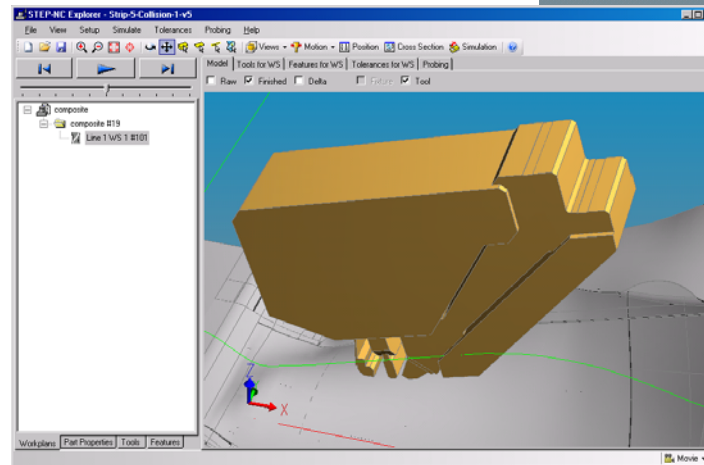 STEP-NC Explorer - Strip-5-Collision-1-v5
File View Setup Simulate Tolerances Probing Help
Views Motion Position Cross Section Simulation
Model Tools for WS Features for WS Tolerances for WS Probing
Raw Finished Delta Fixture Tool
composite
composite #19
Line 1 WS 1 #101
Z
X
Workplans Part Properties Tools Features
Movie